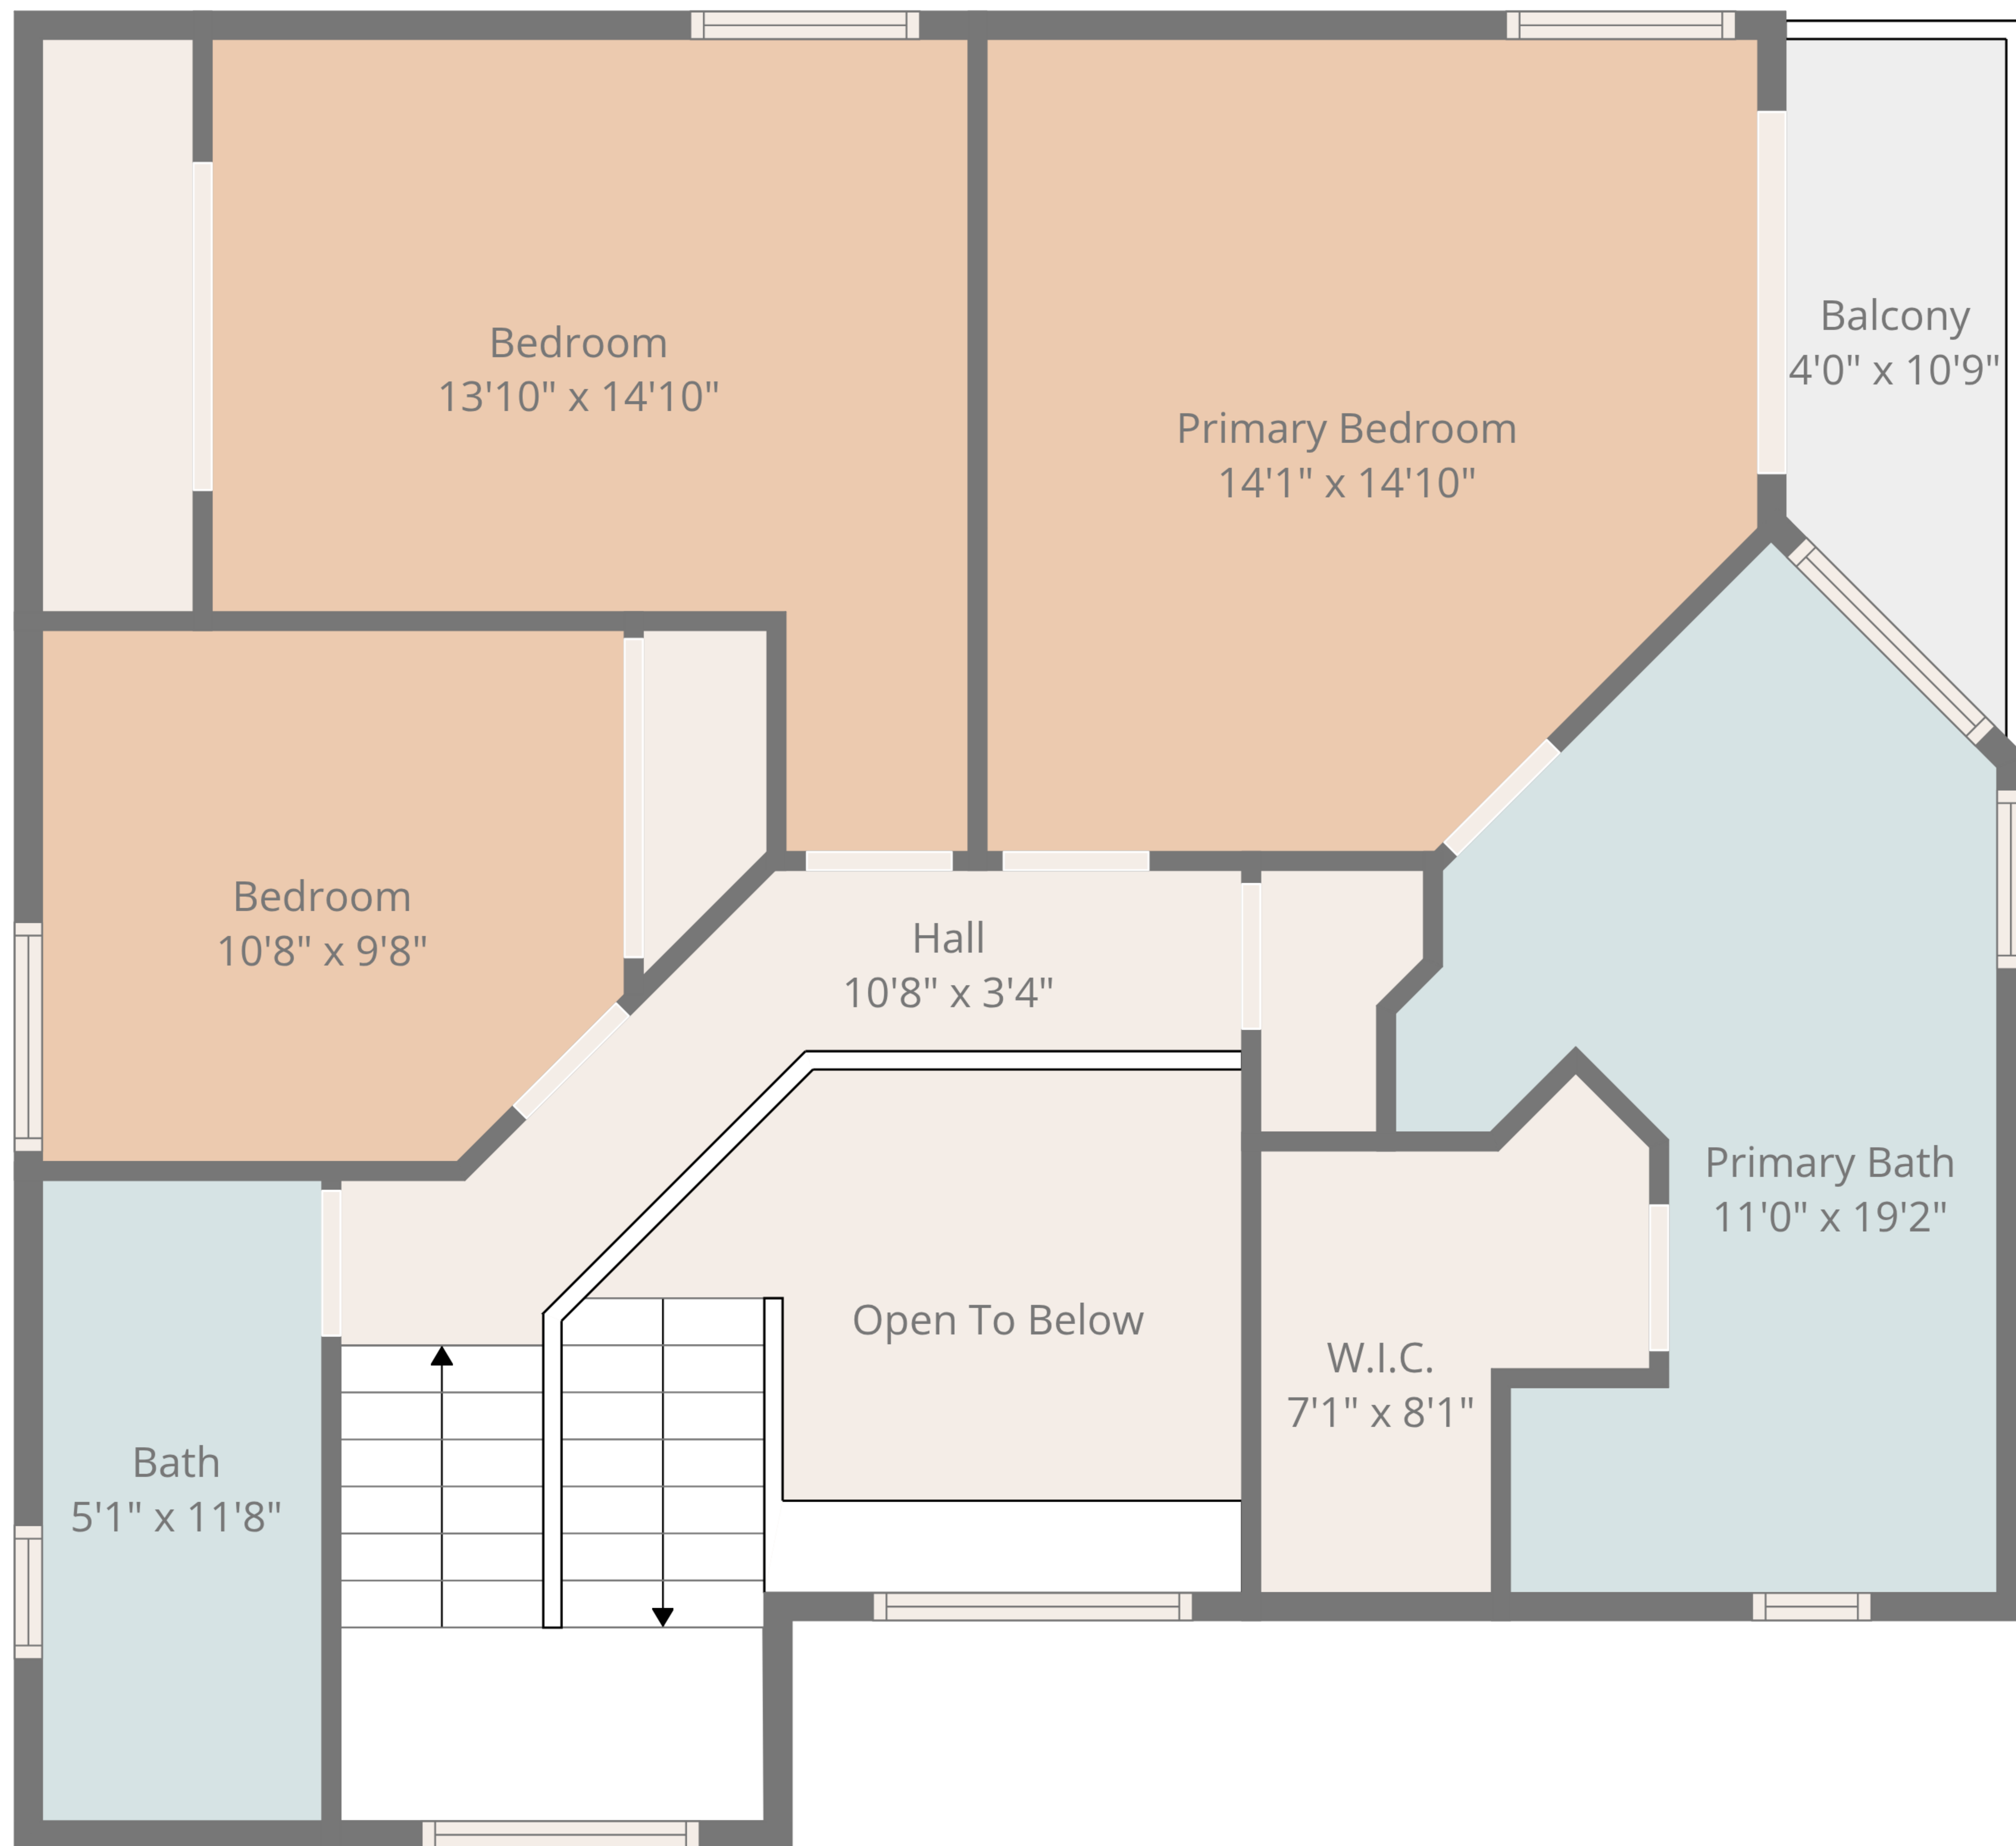 Bedroom
13'10" x 14'10"
Primary Bedroom
14'1" x 14'10"
Balcony
4'0" x 10'9"
Bedroom
10'8" x 9'8"
Hall
10'8" x 3'4"
Primary Bath
11'0" x 19'2"
Open To Below
W.I.C.
7'1" x 8'1"
Bath
5'1" x 11'8"